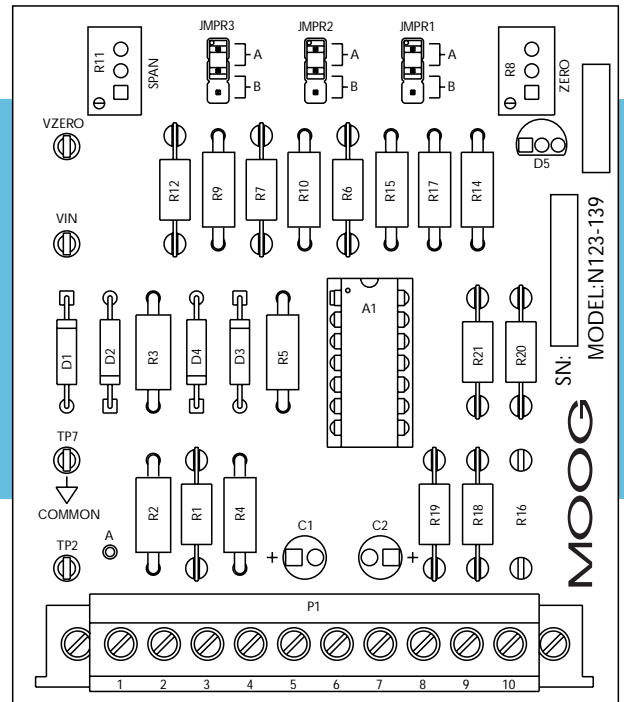 JMPR3 JMPR2 JMPR1
R11 SPAN A B A B A B R8 ZERO
VZERO
D5
R12 R9 R7 R10 R6 R15 R17 R14
VIN
A1
D1 D2 R3 D4 D3 R5 R21 R20
SN:
MODEL:N123-139
TP7
COMMON
A
TP2
R2 R1 R4
C1 C2
+ +
R19 R18 R16
MOOG
P1
1 2 3 4 5 6 7 8 9 10